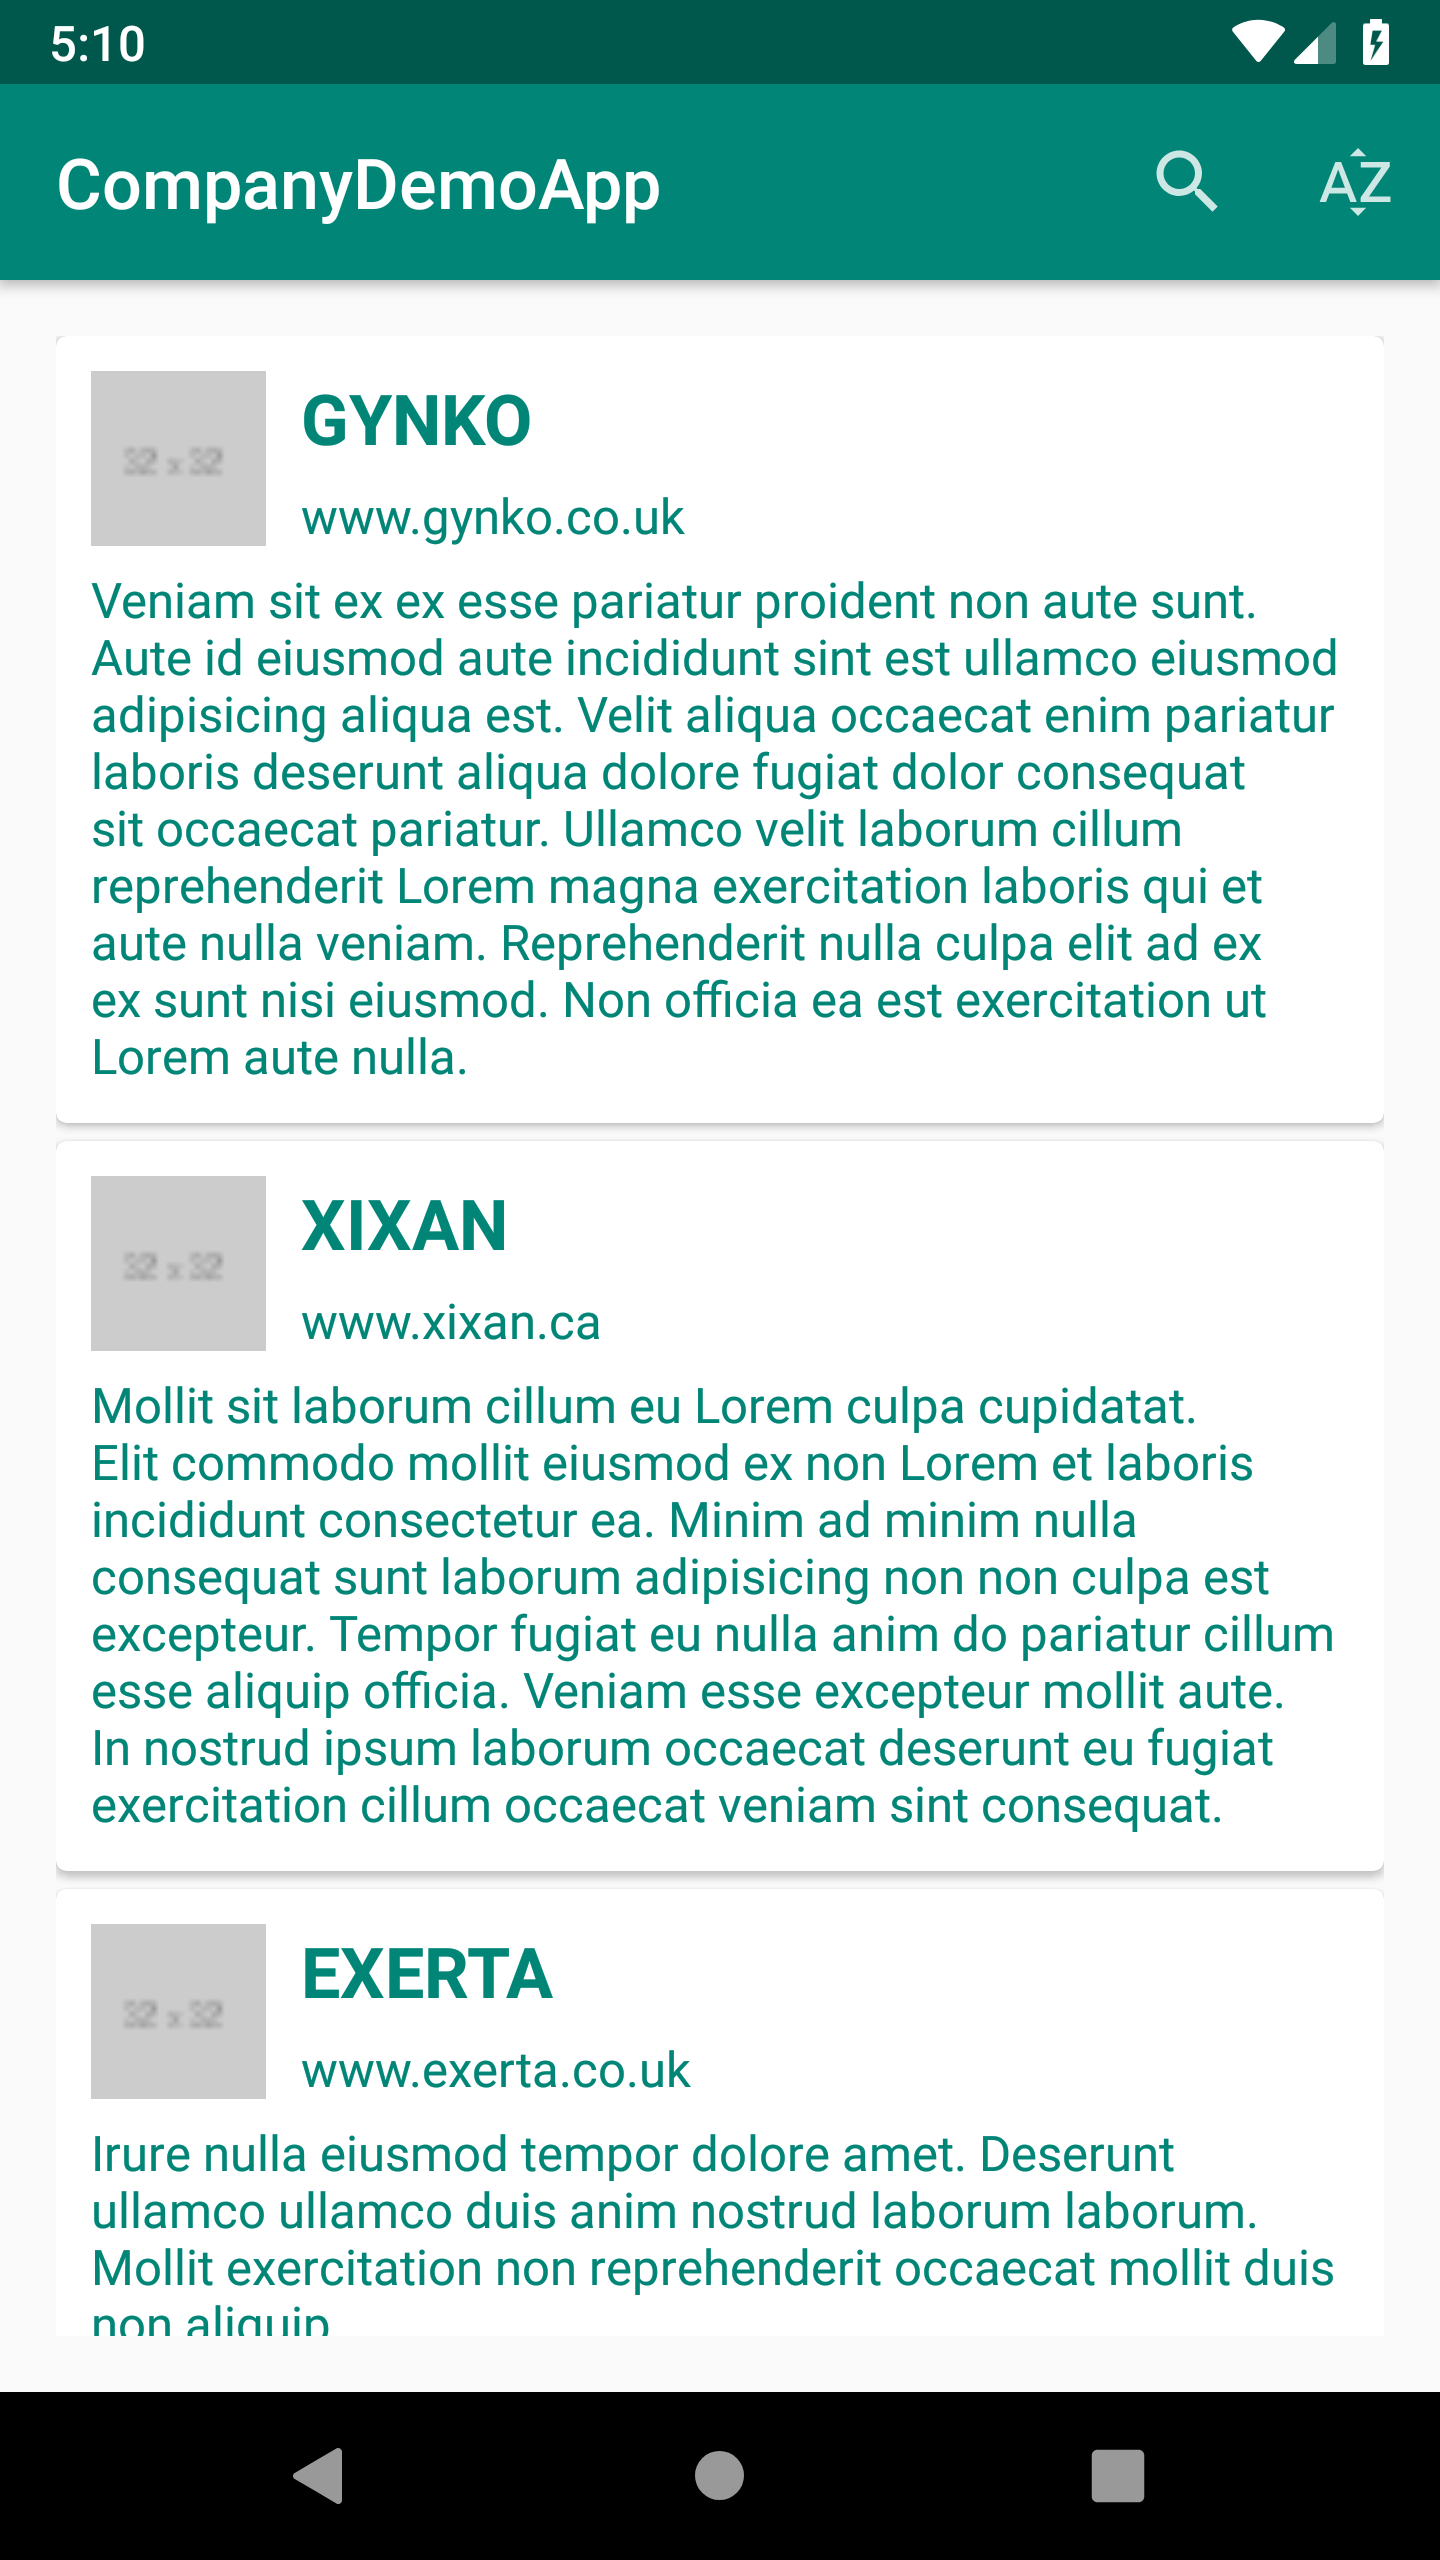 5:10
CompanyDemoApp
AZ
32 x 32
GYNKO
www.gynko.co.uk
Veniam sit ex ex esse pariatur proident non aute sunt.
Aute id eiusmod aute incididunt sint est ullamco eiusmod
adipisicing aliqua est. Velit aliqua occaecat enim pariatur
laboris deserunt aliqua dolore fugiat dolor consequat
sit occaecat pariatur. Ullamco velit laborum cillum
reprehenderit Lorem magna exercitation laboris qui et
aute nulla veniam. Reprehenderit nulla culpa elit ad ex
ex sunt nisi eiusmod. Non officia ea est exercitation ut
Lorem aute nulla.
32 x 32
XIXAN
www.xixan.ca
Mollit sit laborum cillum eu Lorem culpa cupidatat.
Elit commodo mollit eiusmod ex non Lorem et laboris
incididunt consectetur ea. Minim ad minim nulla
consequat sunt laborum adipisicing non non culpa est
excepteur. Tempor fugiat eu nulla anim do pariatur cillum
esse aliquip officia. Veniam esse excepteur mollit aute.
In nostrud ipsum laborum occaecat deserunt eu fugiat
exercitation cillum occaecat veniam sint consequat.
32 x 32
EXERTA
www.exerta.co.uk
Irure nulla eiusmod tempor dolore amet. Deserunt
ullamco ullamco duis anim nostrud laborum laborum.
Mollit exercitation non reprehenderit occaecat mollit duis
non aliquip